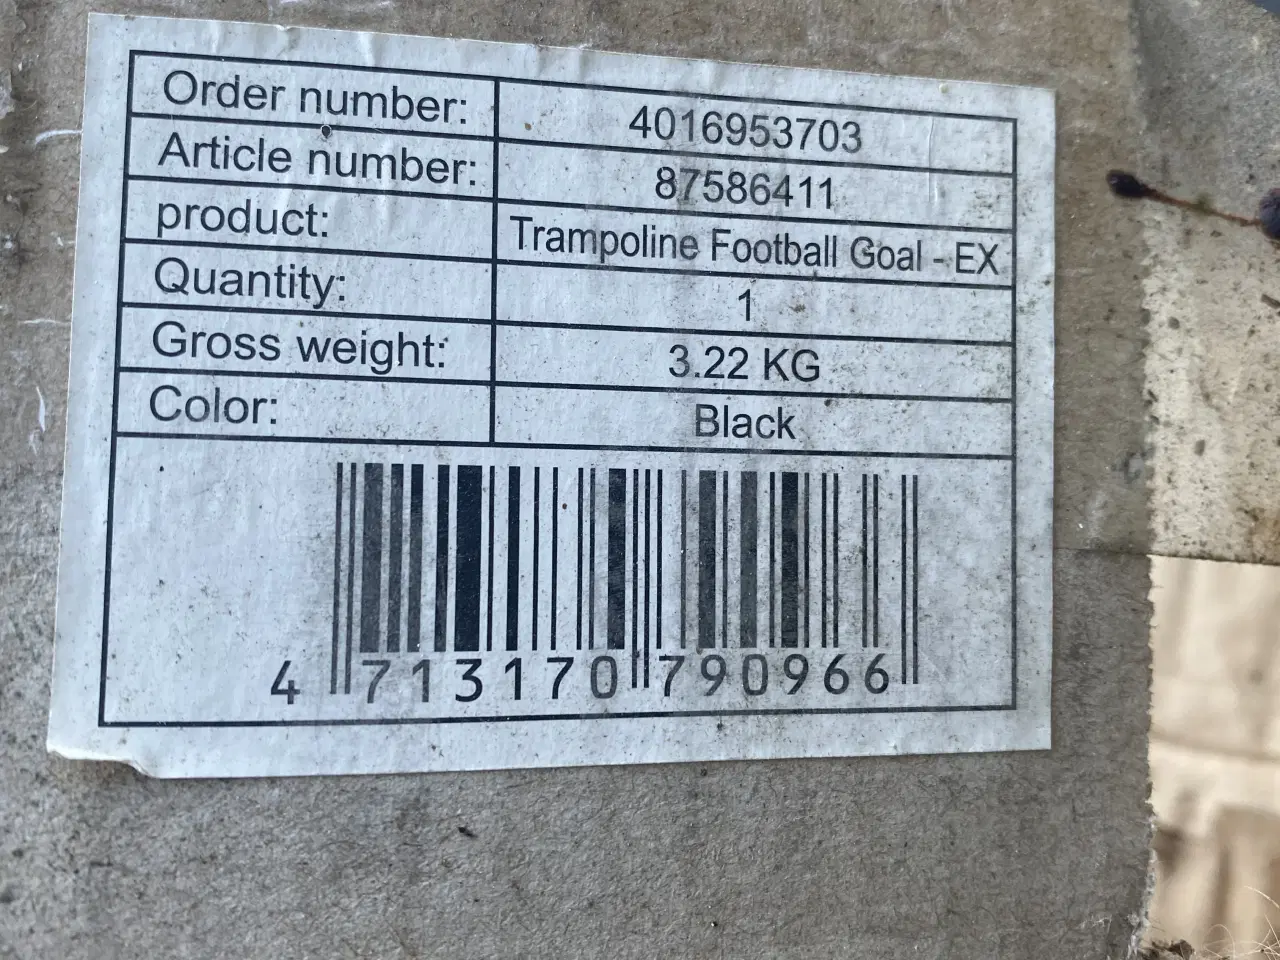 Order number: 4016953703
Article number: 87586411
product: Trampoline Football Goal - EX
Quantity: 1
Gross weight: 3.22 KG
Color: Black
4 713170 790966